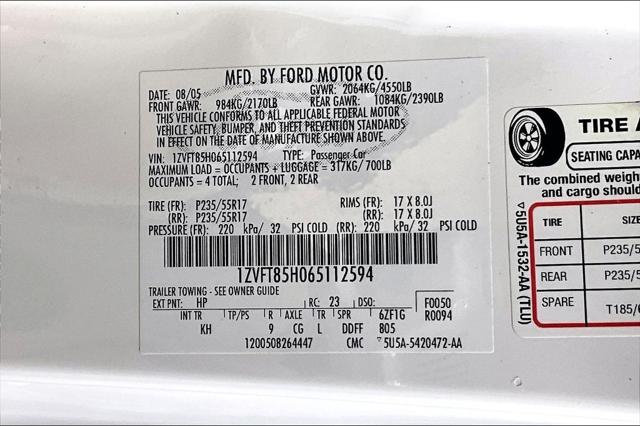 MFD. BY FORD MOTOR CO.
DATE: 08/05 GVWR: 2064KG/4550LB
FRONT GAWR: 984KG/2170LB REAR GAWR: 1084KG/2390LB
THIS VEHICLE CONFORMS TO ALL APPLICABLE FEDERAL MOTOR
VEHICLE SAFETY, BUMPER, AND THEFT PREVENTION STANDARDS
IN EFFECT ON THE DATE OF MANUFACTURE SHOWN ABOVE.
VIN: 1ZVFT85H065112594 TYPE: Passenger Car
MAXIMUM LOAD = OCCUPANTS + LUGGAGE = 317KG/700LB
OCCUPANTS = 4 TOTAL; 2 FRONT, 2 REAR
TIRE (FR): P235/55R17 RIMS (FR): 17 X 8.0J
(RR): P235/55R17 (RR): 17 X 8.0J
PRESSURE (FR): 220 kPa/ 32 PSI COLD (RR): 220 kPa/ 32 PSI COLD
1ZVFT85H065112594
TRAILER TOWING - SEE OWNER GUIDE
EXT PNT: HP RC: 23 DSO: F0050
INT TR TP/PS R AXLE TR SPR 6ZF1G R0094
KH 9 CG L DDFF B05
1200508264447 CMC ▽5U5A-5420472-AA
TIRE A
SEATING CAPA
The combined weigh
and cargo should
TIRE SIZE
FRONT P235/5
REAR P235/5
SPARE T185/6
▽5U5A-1532-AA (TLU)